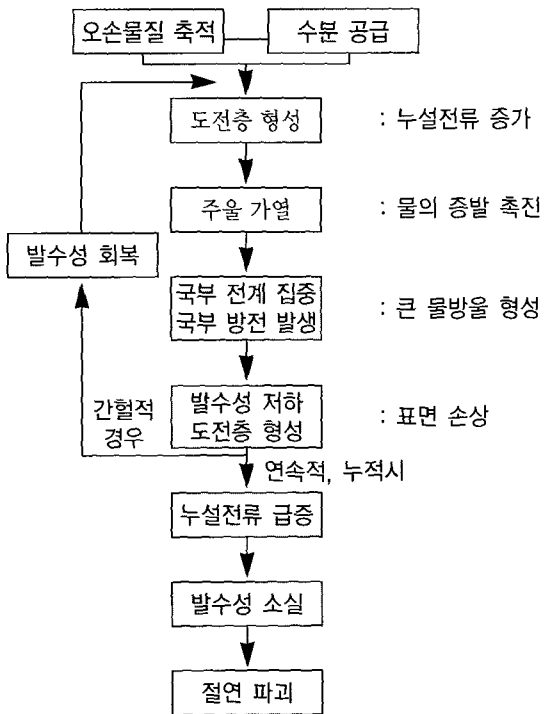 오손물질 축적
수분 공급
도전층 형성
: 누설전류 증가
주울 가열
: 물의 증발 촉진
발수성 회복
국부 전계 집중
국부 방전 발생
: 큰 물방울 형성
간헐적
경우
발수성 저하
도전층 형성
: 표면 손상
연속적, 누적시
누설전류 급증
발수성 소실
절연 파괴